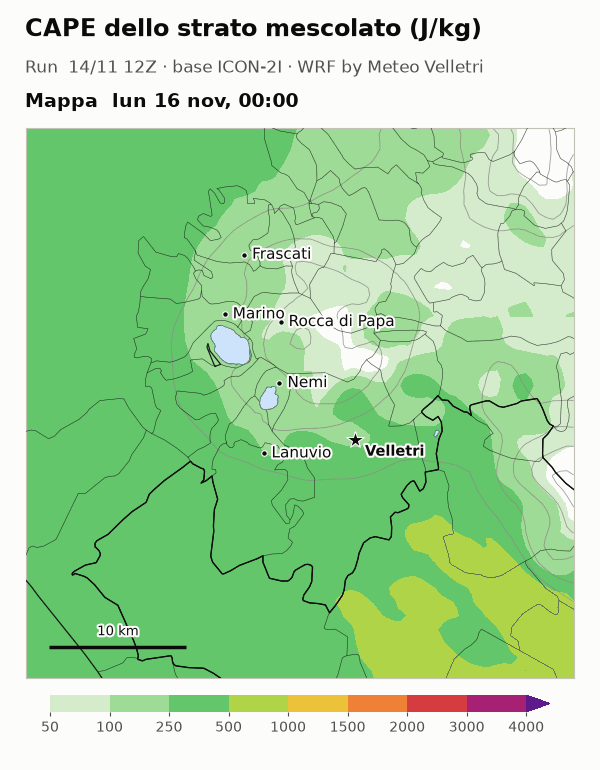 CAPE dello strato mescolato (J/kg)
Run  14/11 12Z · base ICON-2I · WRF by Meteo Velletri
Mappa  lun 16 nov, 00:00
Frascati
Marino
Rocca di Papa
Nemi
Velletri
Lanuvio
10 km
50 100 250 500 1000 1500 2000 3000 4000